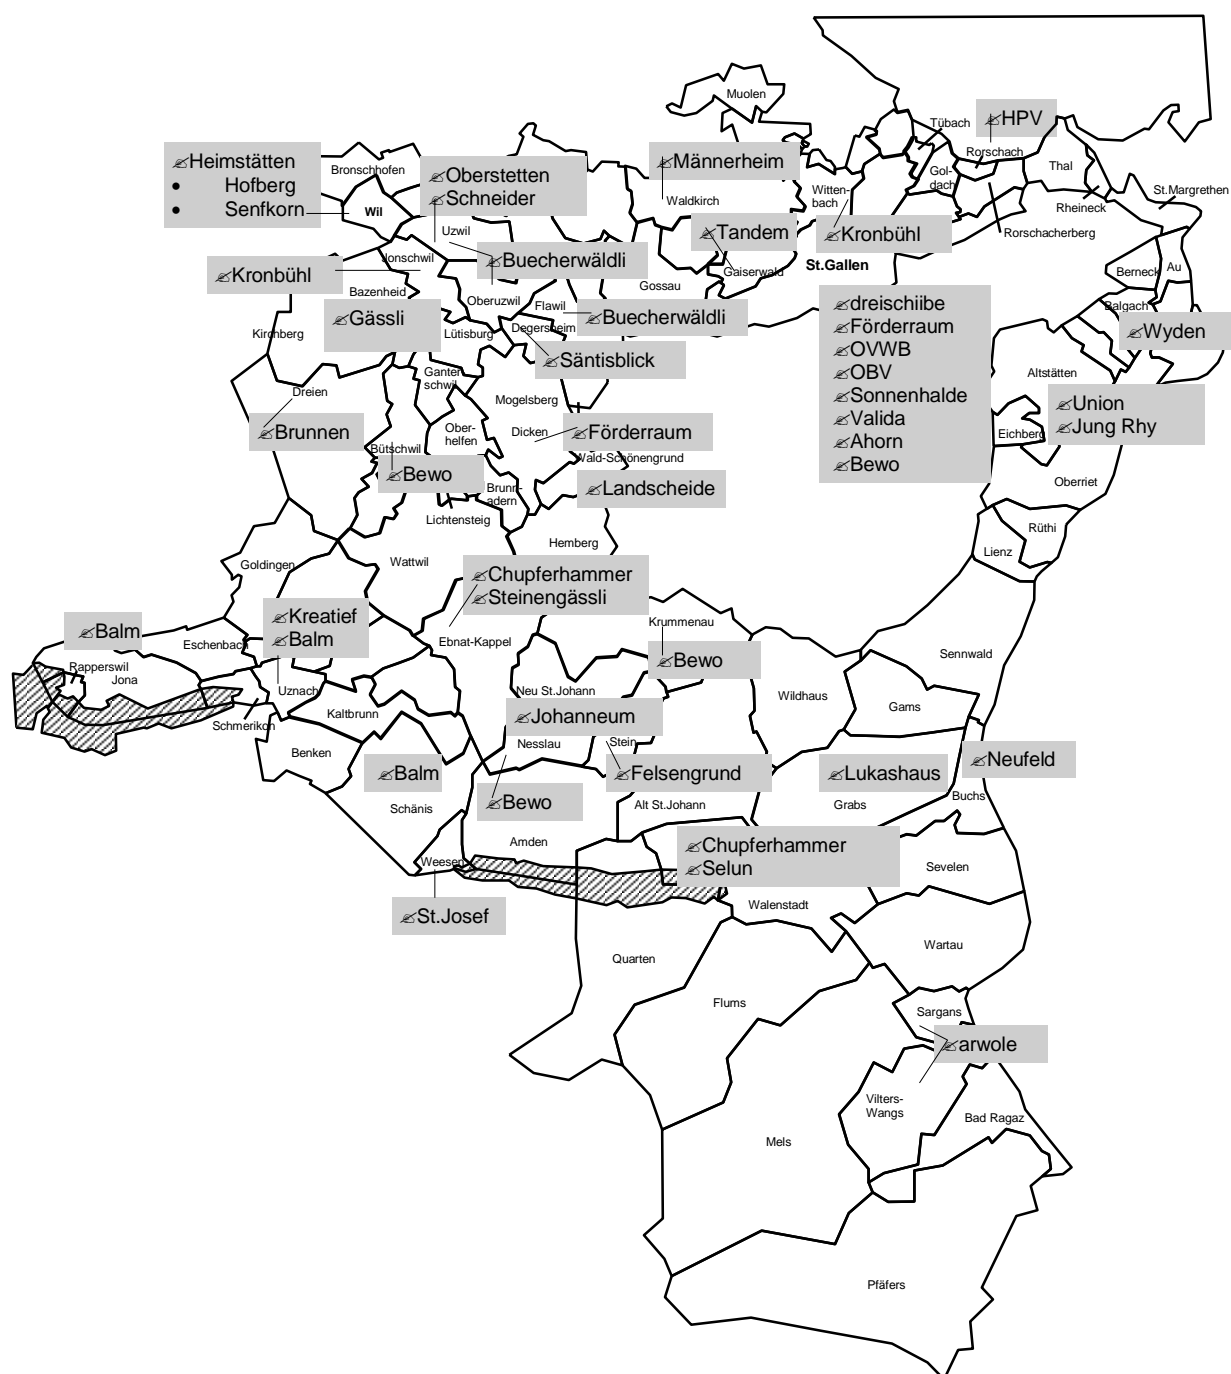 Muolen
HPV
Tübach
Rorschach
Heimstätten
• Hofberg
• Senfkorn
Bronschhofen
Wil
Oberstetten
Schneider
Uzwil
Männerheim
Waldkirch
Witten-
bach
Gol-
dach
Thal
St.Margrethen
Rheineck
Rorschacherberg
Tandem
Kronbühl
Gaiserwald
St.Gallen
Kronbühl
Jonschwil
Buecherwäldli
Gossau
Berneck
Au
Bazenheid
Oberuzwil
Flawil
Buecherwäldli
Balgach
Gässli
Lütisburg
Degersheim
Kirchberg
Säntisblick
Wyden
dreischiibe
Förderraum
OVWB
OBV
Sonnenhalde
Valida
Ahorn
Bewo
Altstätten
Union
Jung Rhy
Eichberg
Oberriet
Ganter
schwil
Dreien
Mogelsberg
Brunnen
Ober-
helfen
Dicken
Förderraum
Bütschwil
Wald-Schönengrund
Bewo
Brunn-
adern
Landscheide
Lichtensteig
Hemberg
Rüthi
Lienz
Goldingen
Wattwil
Chupferhammer
Steinengässli
Balm
Kreatief
Balm
Eschenbach
Ebnat-Kappel
Krummenau
Bewo
Sennwald
Rapperswil
Jona
Uznach
Neu St.Johann
Wildhaus
Gams
Schmerikon
Kaltbrunn
Johanneum
Benken
Nesslau
Stein
Balm
Felsengrund
Lukashaus
Neufeld
Schänis
Bewo
Alt St.Johann
Grabs
Buchs
Amden
Chupferhammer
Selun
Weesen
Sevelen
St.Josef
Walenstadt
Wartau
Quarten
Flums
Sargans
arwole
Vilters-
Wangs
Bad Ragaz
Mels
Pfäfers